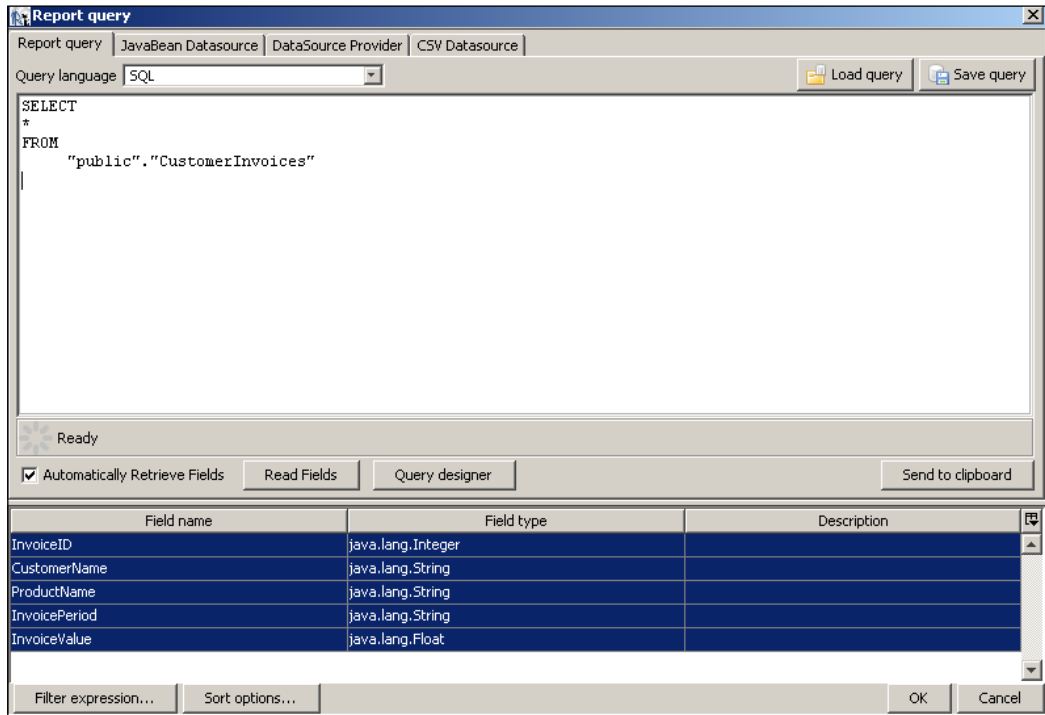 Report query
Report query JavaBean Datasource DataSource Provider CSV Datasource
Query language SQL Load query Save query
SELECT
*
FROM
"public"."CustomerInvoices"
Ready
Automatically Retrieve Fields Read Fields Query designer Send to clipboard
Field name Field type Description
InvoiceID java.lang.Integer
CustomerName java.lang.String
ProductName java.lang.String
InvoicePeriod java.lang.String
InvoiceValue java.lang.Float
Filter expression... Sort options... OK Cancel